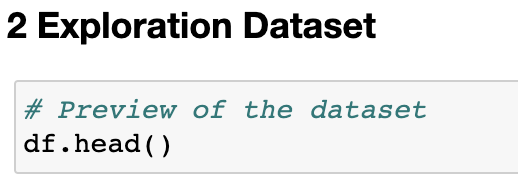 2 Exploration Dataset
# Preview of the dataset
df.head()